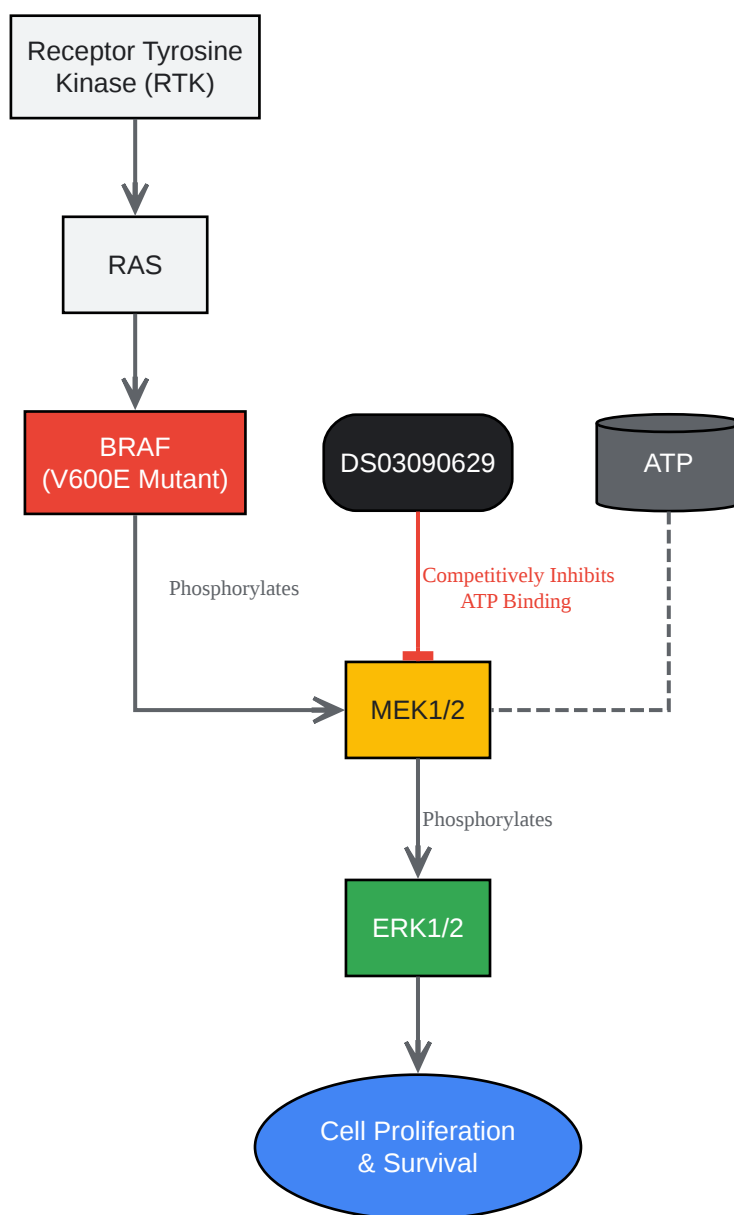 Receptor Tyrosine
Kinase (RTK)
RAS
BRAF
(V600E Mutant)
DS03090629
ATP
Phosphorylates
Competitively Inhibits
ATP Binding
MEK1/2
Phosphorylates
ERK1/2
Cell Proliferation
& Survival